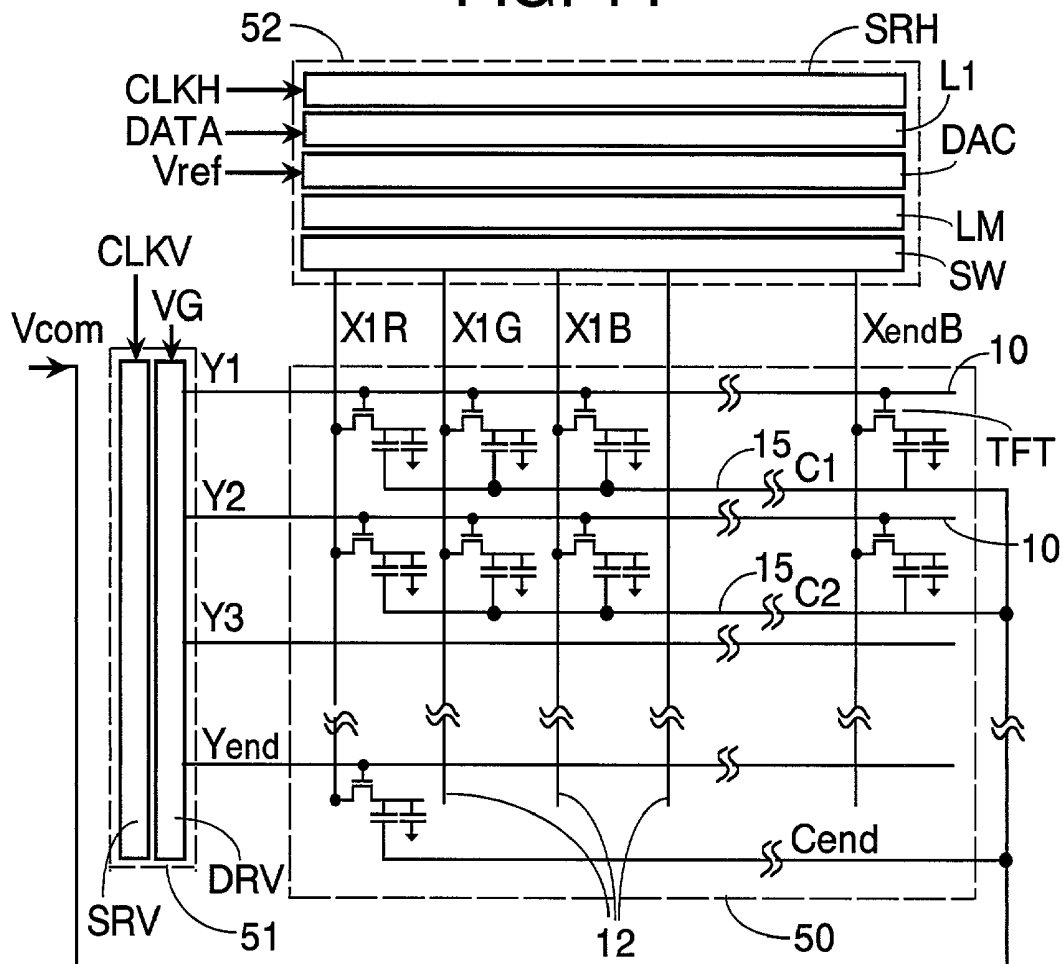 52
SRH
CLKH
L1
DATA
DAC
Vref
LM
CLKV
SW
VG
Vcom
X1R
X1G
X1B
XendB
Y1
10
TFT
15
C1
Y2
10
15
C2
Y3
Yend
Cend
DRV
SRV
51
12
50